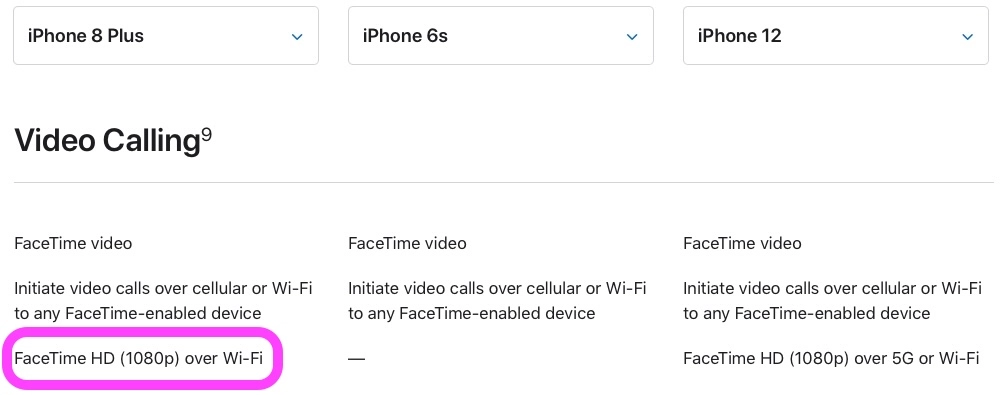 iPhone 8 Plus
iPhone 6s
iPhone 12
Video Calling⁹
FaceTime video
Initiate video calls over cellular or Wi-Fi
to any FaceTime-enabled device
FaceTime HD (1080p) over Wi-Fi
FaceTime video
Initiate video calls over cellular or Wi-Fi
to any FaceTime-enabled device
—
FaceTime video
Initiate video calls over cellular or Wi-Fi
to any FaceTime-enabled device
FaceTime HD (1080p) over 5G or Wi-Fi